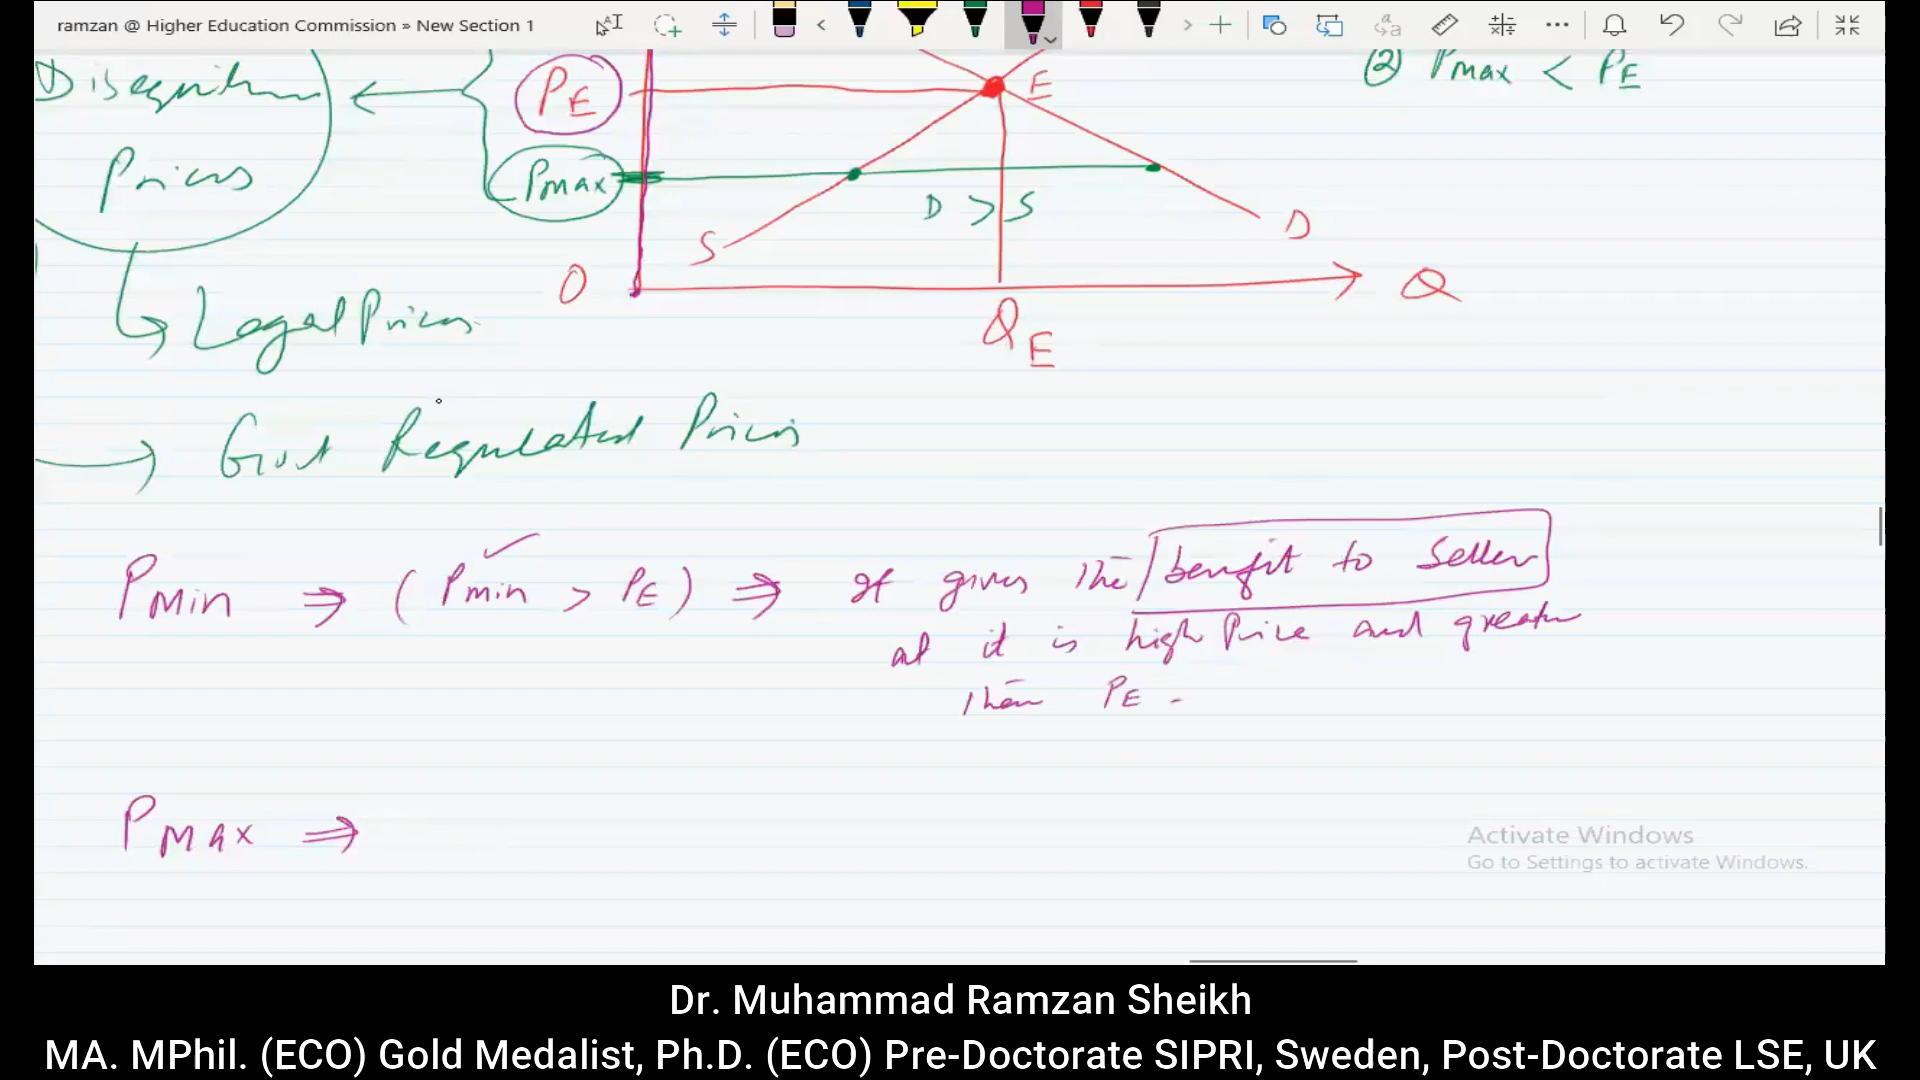 ramzan @ Higher Education Commission » New Section 1
② Pmax < PE
PE
E
Prices
Pmax
D > S
S
D
O
Q
QE
Legal Prices
Govt Regulated Prices
PMIN ⇒ (Pmin > PE) ⇒ It gives the benefit to Seller
at it is high Price and greater
than PE -
PMAX ⇒
Activate Windows
Go to Settings to activate Windows.
Dr. Muhammad Ramzan Sheikh
MA. MPhil. (ECO) Gold Medalist, Ph.D. (ECO) Pre-Doctorate SIPRI, Sweden, Post-Doctorate LSE, UK